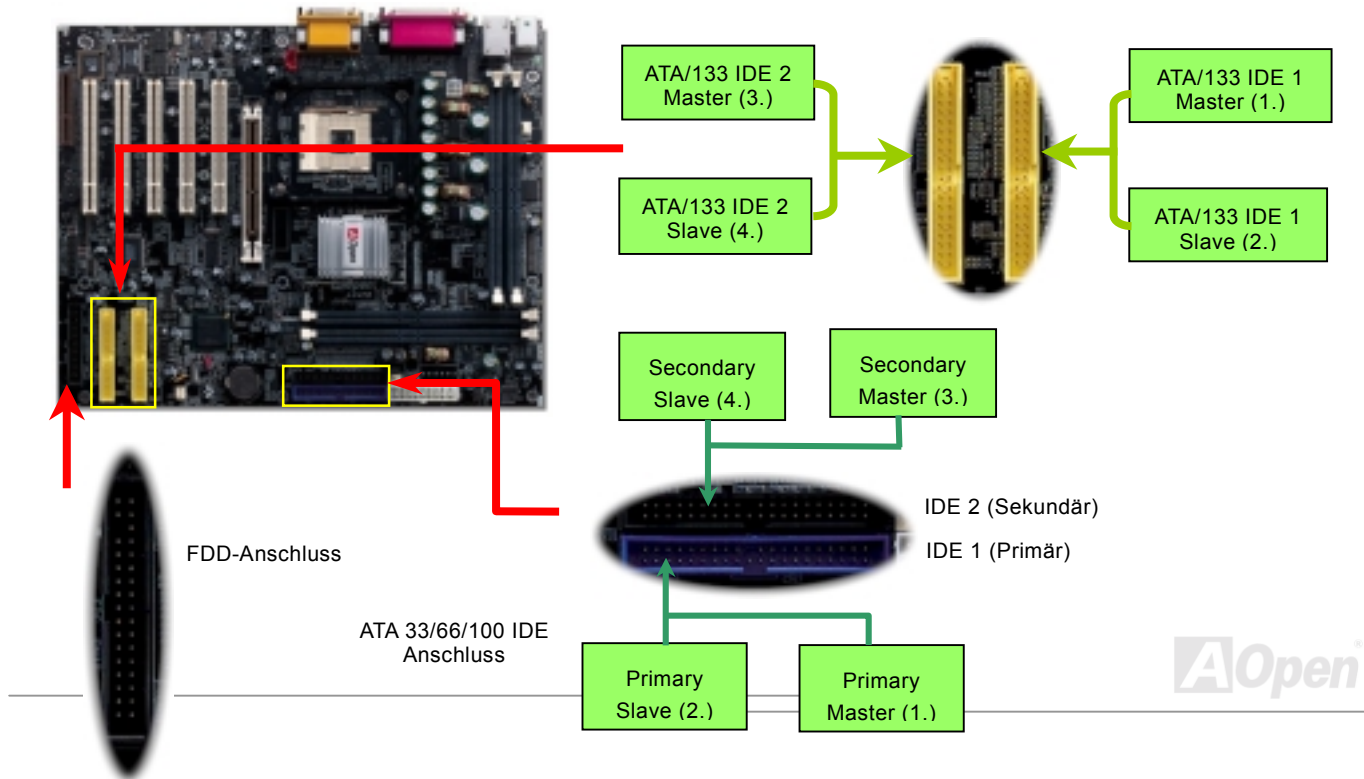 ATA/133 IDE 2
Master (3.)
ATA/133 IDE 1
Master (1.)
ATA/133 IDE 2
Slave (4.)
ATA/133 IDE 1
Slave (2.)
AOpen
Secondary
Slave (4.)
Secondary
Master (3.)
IDE 2 (Sekundär)
IDE 1 (Primär)
FDD-Anschluss
ATA 33/66/100 IDE
Anschluss
Primary
Slave (2.)
Primary
Master (1.)
AOpen